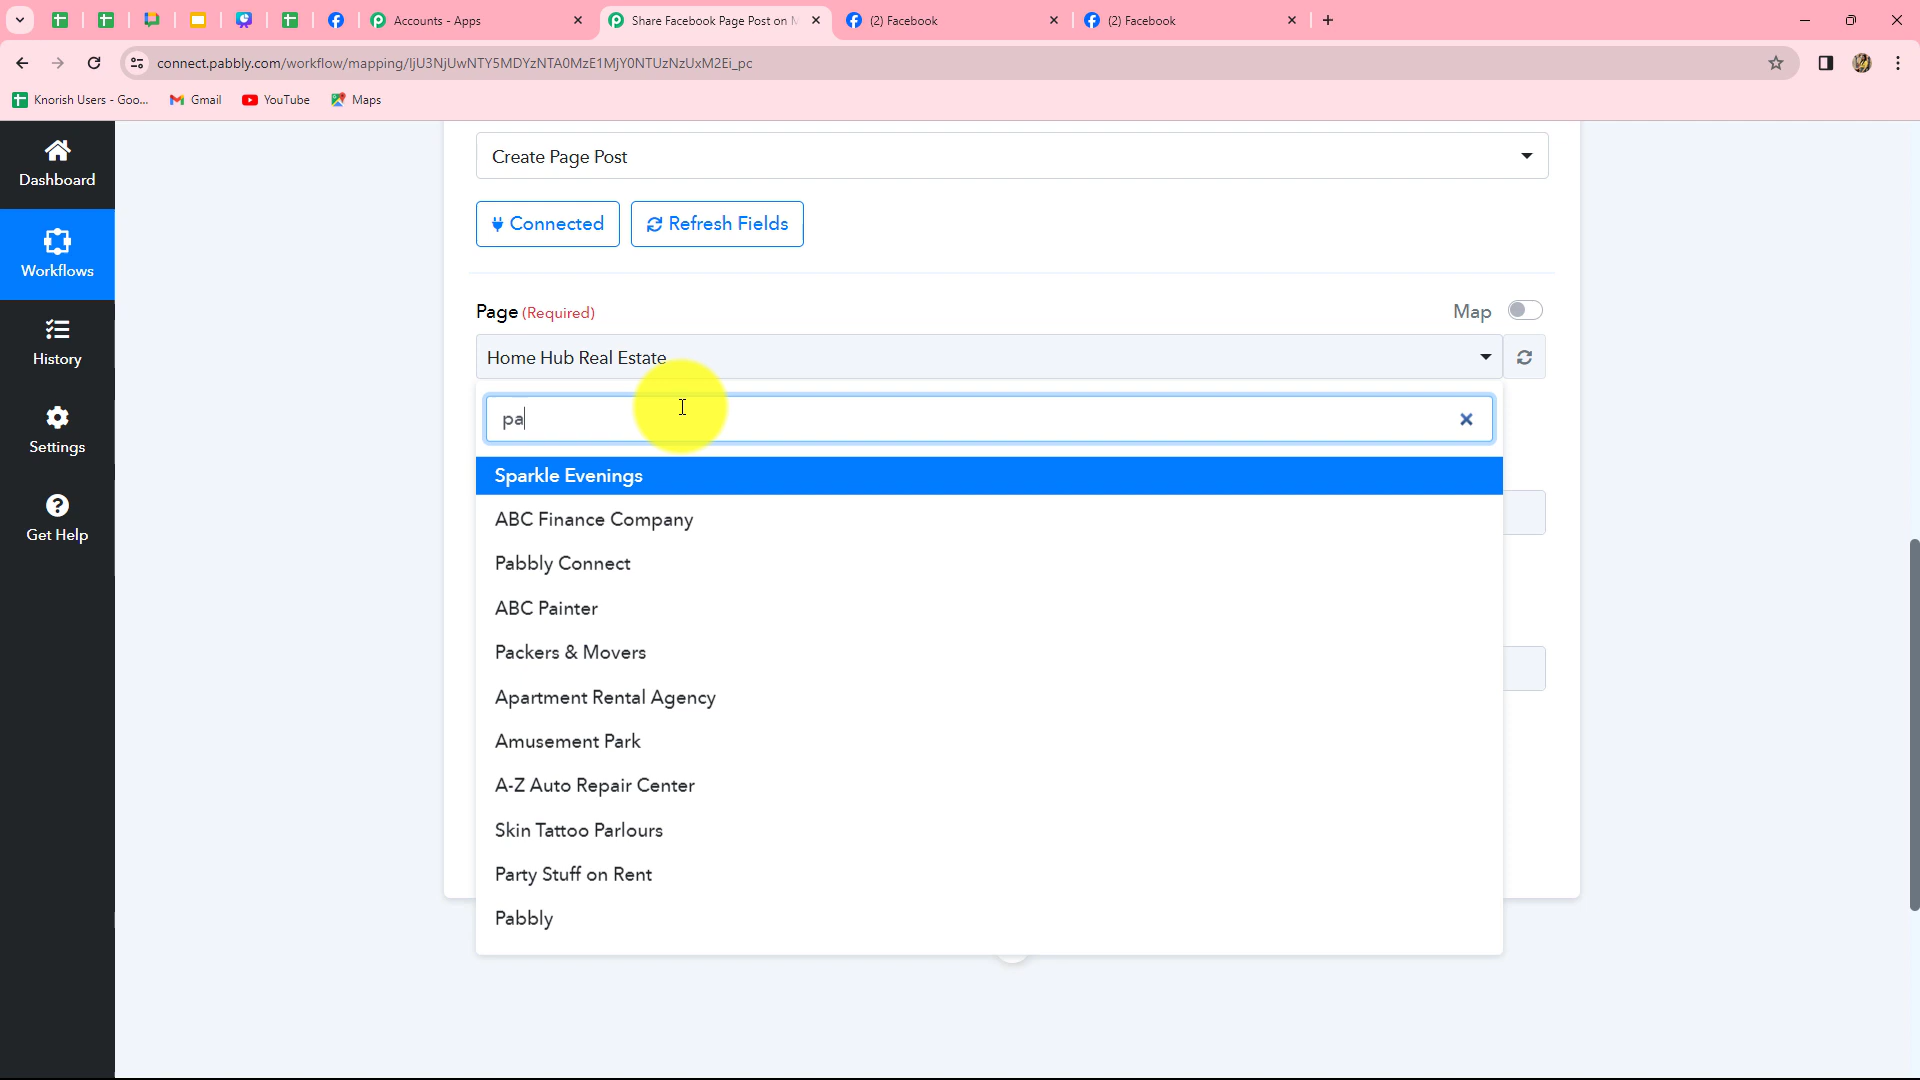 Accounts - Apps
Share Facebook Page Post on M
(2) Facebook
(2) Facebook
connect.pabbly.com/workflow/mapping/IjU3NjUwNTY5MDYzNTA0MzE1MjY0NTUzNzUxM2Ei_pc
Knorish Users - Goo...
Gmail
YouTube
Maps
Dashboard
Workflows
History
Settings
Get Help
Create Page Post
Connected
Refresh Fields
Page (Required)
Map
Home Hub Real Estate
pa
Sparkle Evenings
ABC Finance Company
Pabbly Connect
ABC Painter
Packers & Movers
Apartment Rental Agency
Amusement Park
A-Z Auto Repair Center
Skin Tattoo Parlours
Party Stuff on Rent
Pabbly